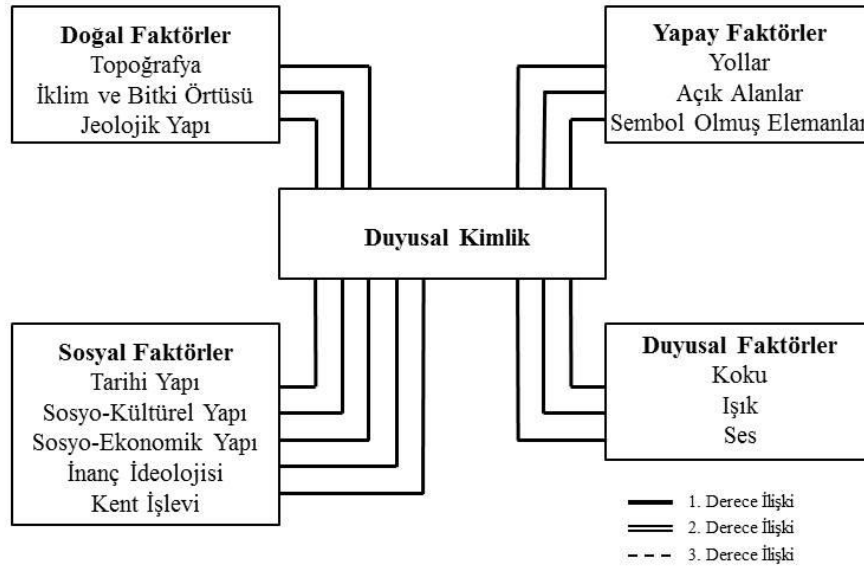 Doğal Faktörler
Topoğrafya
İklim ve Bitki Örtüsü
Jeolojik Yapı
Yapay Faktörler
Yollar
Açık Alanlar
Sembol Olmuş Elemanlar
Duyusal Kimlik
Sosyal Faktörler
Tarihi Yapı
Sosyo-Kültürel Yapı
Sosyo-Ekonomik Yapı
İnanç İdeolojisi
Kent İşlevi
Duyusal Faktörler
Koku
Işık
Ses
1. Derece İlişki
2. Derece İlişki
3. Derece İlişki